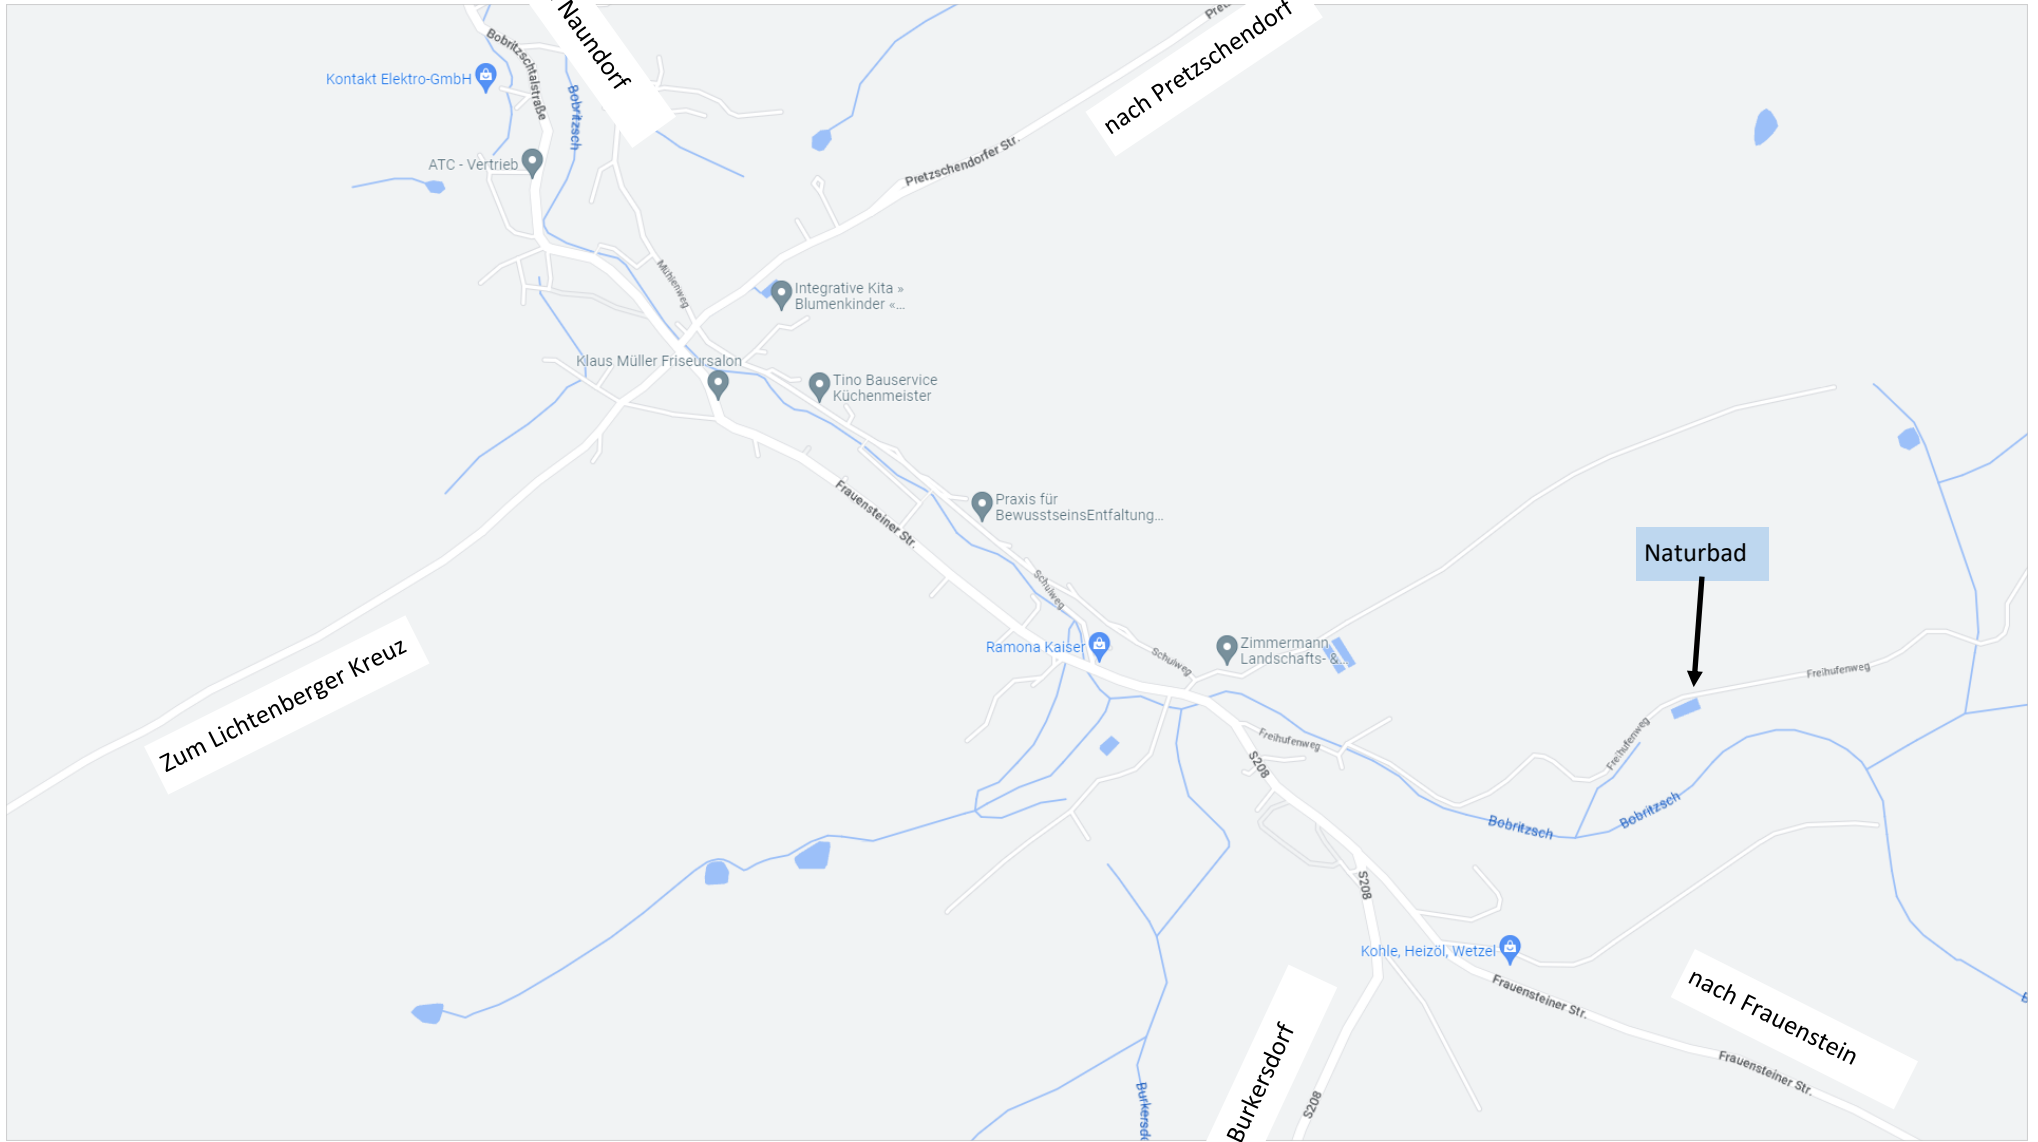 Naundorf
nach Pretzschendorf
Bobritzschtalstraße
Kontakt Elektro-GmbH
Bobritzsch
ATC - Vertrieb
Pretzschendorfer Str.
Mühlenweg
Integrative Kita »
Blumenkinder «...
Klaus Müller Friseursalon
Tino Bauservice
Küchenmeister
Frauensteiner Str.
Praxis für
BewusstseinsEntfaltung...
Naturbad
Schulweg
Zum Lichtenberger Kreuz
Ramona Kaiser
Schulweg
Zimmermann
Landschafts- &...
Freihufenweg
Freihufenweg
Freihufenweg
S208
Bobritzsch
Bobritzsch
S208
Kohle, Heizöl, Wetzel
Frauensteiner Str.
nach Frauenstein
Frauensteiner Str.
Burkersdorf
S208